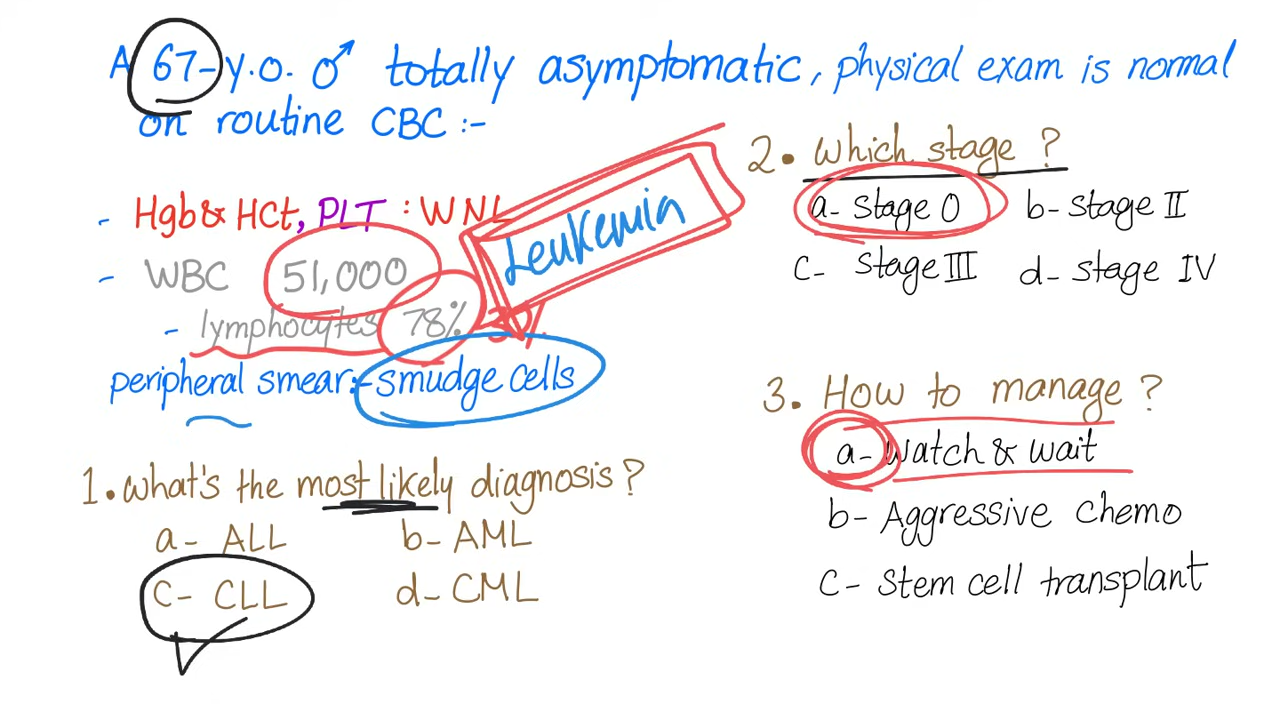 A 67-y.o. ♂ totally asymptomatic, physical exam is normal
on routine CBC :-
- Hgb & HCt, PLT : WNL
- WBC 51,000
- lymphocytes 78%
peripheral smear:- smudge cells
Leukemia
1. what's the most likely diagnosis ?
a- ALL b- AML
C- CLL d- CML
2. which stage ?
a- stage 0 b- stage II
c- stage III d- stage IV
3. How to manage ?
a- watch & wait
b- Aggressive chemo
c- stem cell transplant